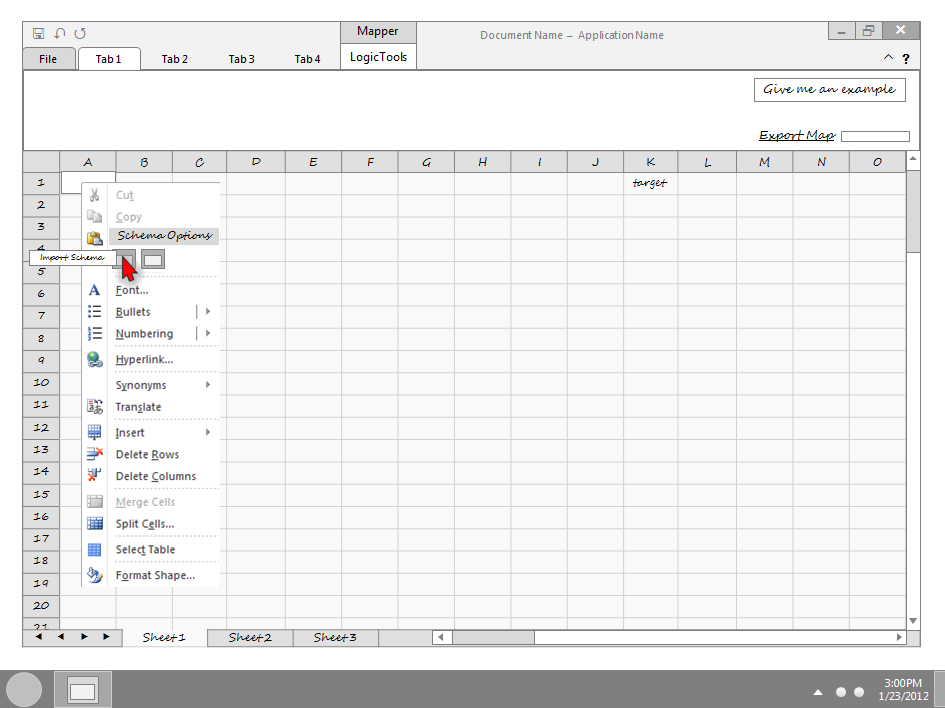 Mapper
Document Name – Application Name
File Tab 1 Tab 2 Tab 3 Tab 4 LogicTools ?
Give me an example
Export Map
A B C D E F G H I J K L M N O
1 target
2
3
4
5
6
7
8
9
10
11
12
13
14
15
16
17
18
19
20
21
Cut
Copy
Schema Options
Import Schema
Font...
Bullets
Numbering
Hyperlink...
Synonyms
Translate
Insert
Delete Rows
Delete Columns
Merge Cells
Split Cells...
Select Table
Format Shape...
Sheet1 Sheet2 Sheet3
3:00PM
1/23/2012